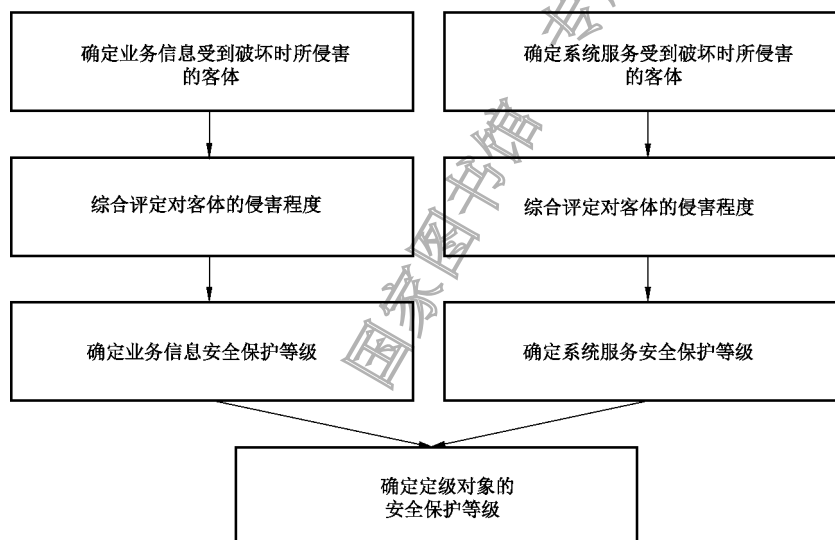 确定业务信息受到破坏时所侵害
的客体
确定系统服务受到破坏时所侵害
的客体
综合评定对客体的侵害程度
综合评定对客体的侵害程度
确定业务信息安全保护等级
确定系统服务安全保护等级
确定定级对象的
安全保护等级
国家图书馆